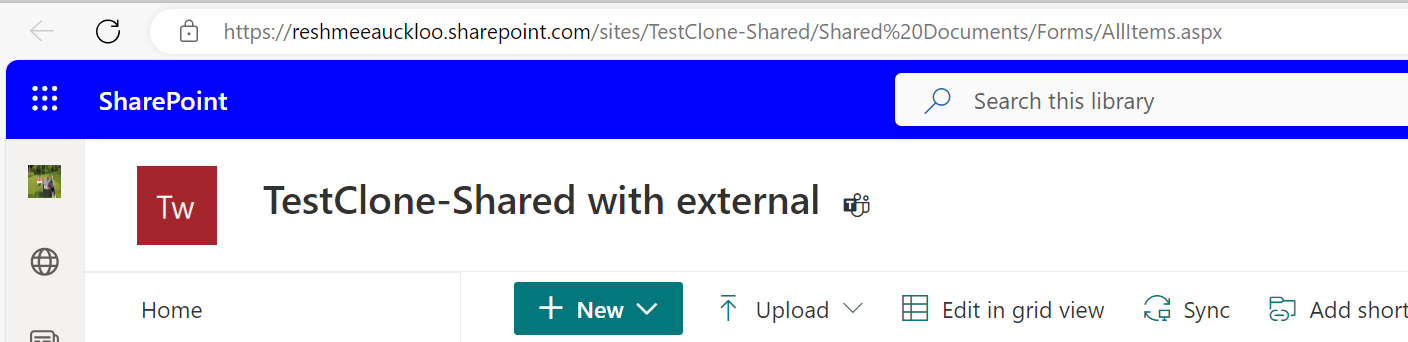 https://reshmeeauckloo.sharepoint.com/sites/TestClone-Shared/Shared%20Documents/Forms/AllItems.aspx
SharePoint Search this library
Tw TestClone-Shared with external
Home New Upload Edit in grid view Sync Add short